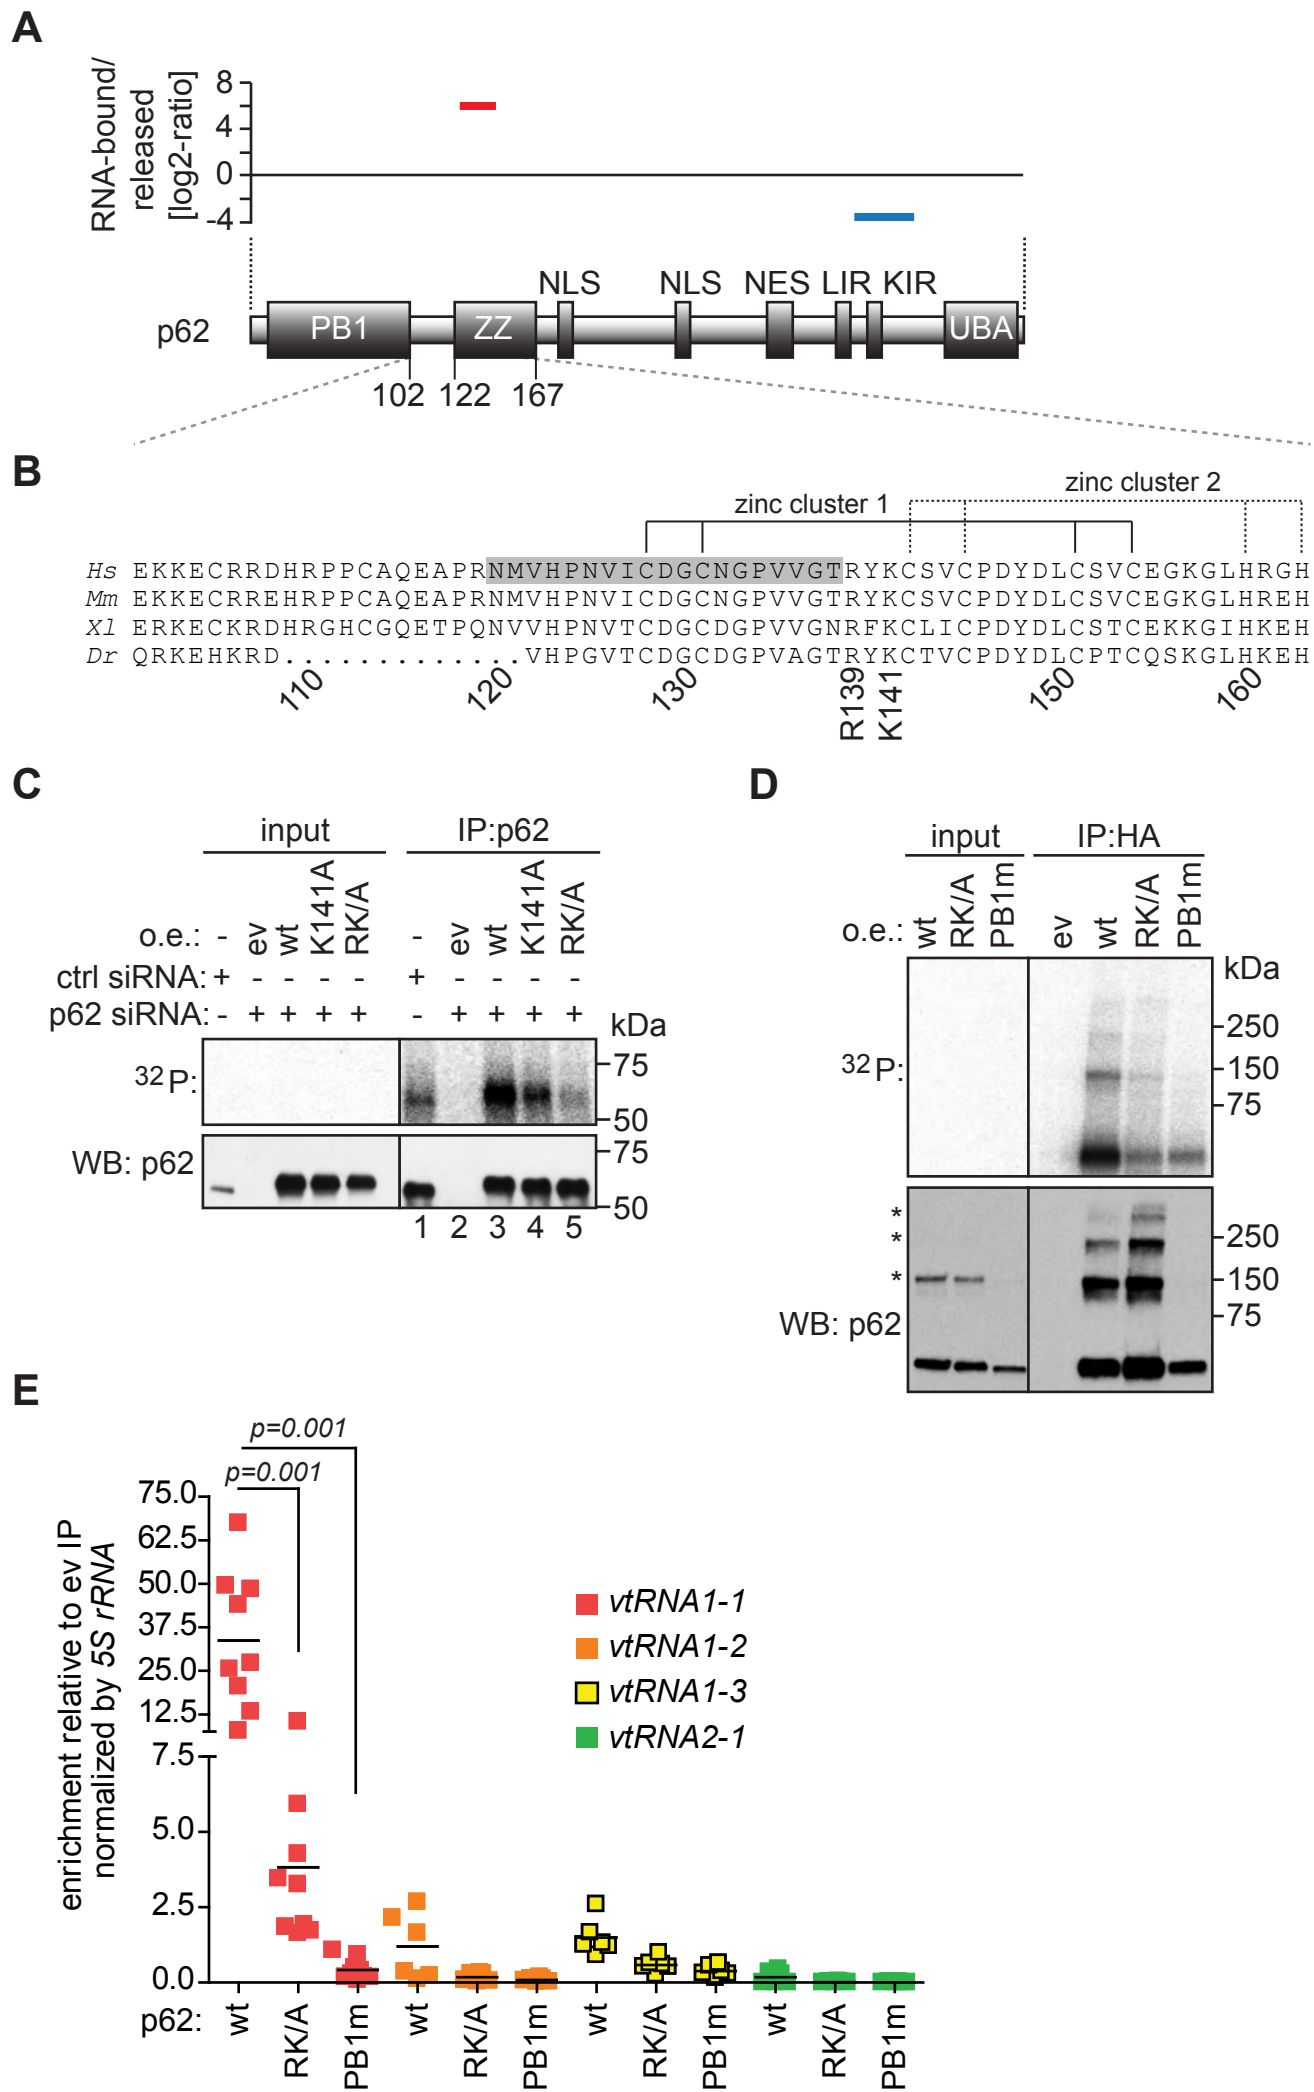 A
RNA-bound/
released
[log2-ratio]
8
4
0
-4
NLS NLS NES LIR KIR
p62 PB1 ZZ UBA
102 122 167
B
zinc cluster 1 zinc cluster 2
Hs EKKECRRDHRPPCAQEAPRNMVHPNVICDGCNGPVVGTRYKCSVCPDYDLCSVCEGKGLHRGH
Mm EKKECRREHRPPCAQEAPRNMVHPNVICDGCNGPVVGTRYKCSVCPDYDLCSVCEGKGLHREH
Xl ERKECKRDHRGHCGQETPQNVVHPNVTCDGCDGPVVGNRFKCLICPDYDLCSTCEKKGIHKEH
Dr QRKEHKRD.............VHPGVTCDGCDGPVAGTRYKCTVCPDYDLCPTCQSKGLHKEH
110 120 130 R139 K141 150 160
C
input IP:p62
o.e.: - ev wt K141A RK/A - ev wt K141A RK/A
ctrl siRNA: + - - - - + - - - -
p62 siRNA: - + + + + - + + + +
kDa
32P:
75
50
WB: p62
75
50
1 2 3 4 5
D
input IP:HA
o.e.: wt RK/A PB1m ev wt RK/A PB1m
kDa
32P:
250
150
75
*
*
*
250
150
75
WB: p62
E
p=0.001
p=0.001
enrichment relative to ev IP
normalized by 5S rRNA
75.0
62.5
50.0
37.5
25.0
12.5
7.5
5.0
2.5
0.0
vtRNA1-1
vtRNA1-2
vtRNA1-3
vtRNA2-1
p62: wt RK/A PB1m wt RK/A PB1m wt RK/A PB1m wt RK/A PB1m